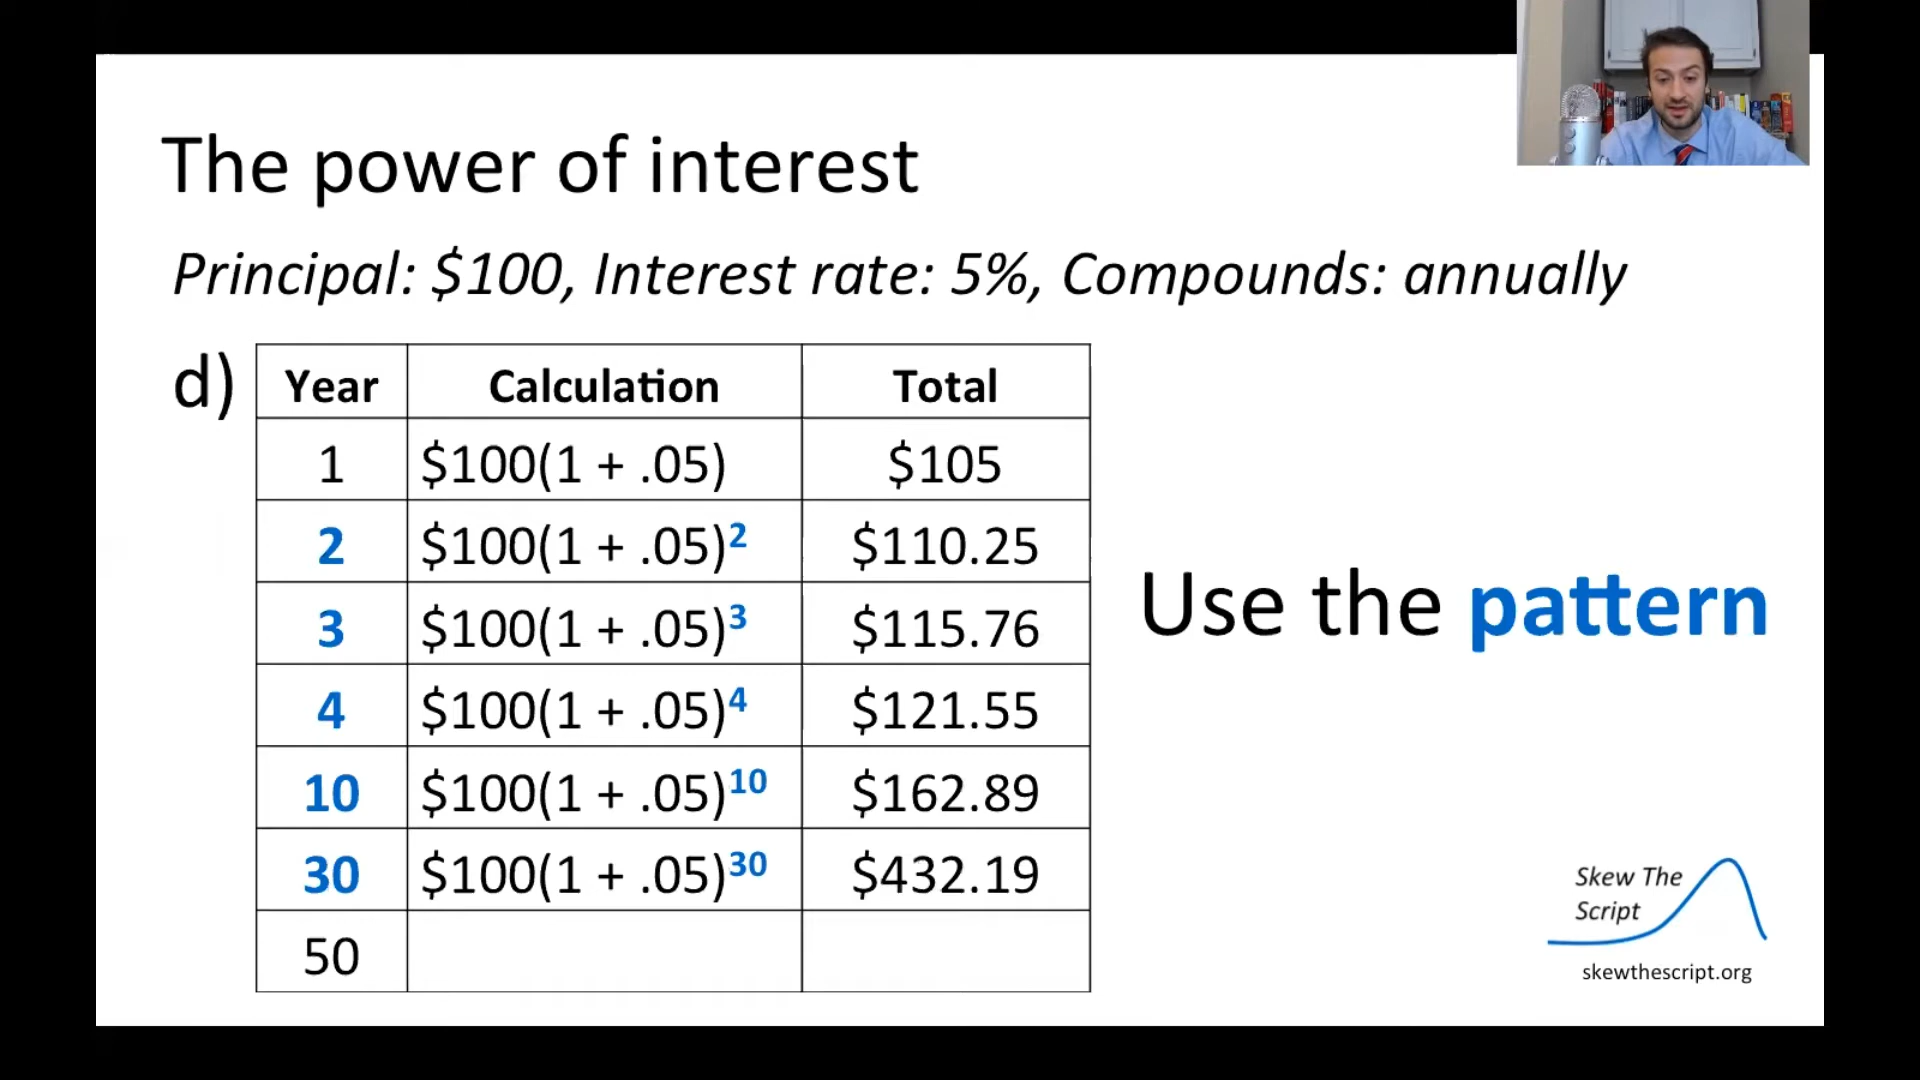 The power of interest
Principal: $100, Interest rate: 5%, Compounds: annually
d)
Year Calculation Total
1 $100(1 + .05) $105
2 $100(1 + .05)² $110.25
3 $100(1 + .05)³ $115.76
4 $100(1 + .05)⁴ $121.55
10 $100(1 + .05)¹⁰ $162.89
30 $100(1 + .05)³⁰ $432.19
50
Use the pattern
Skew The
Script
skewthescript.org